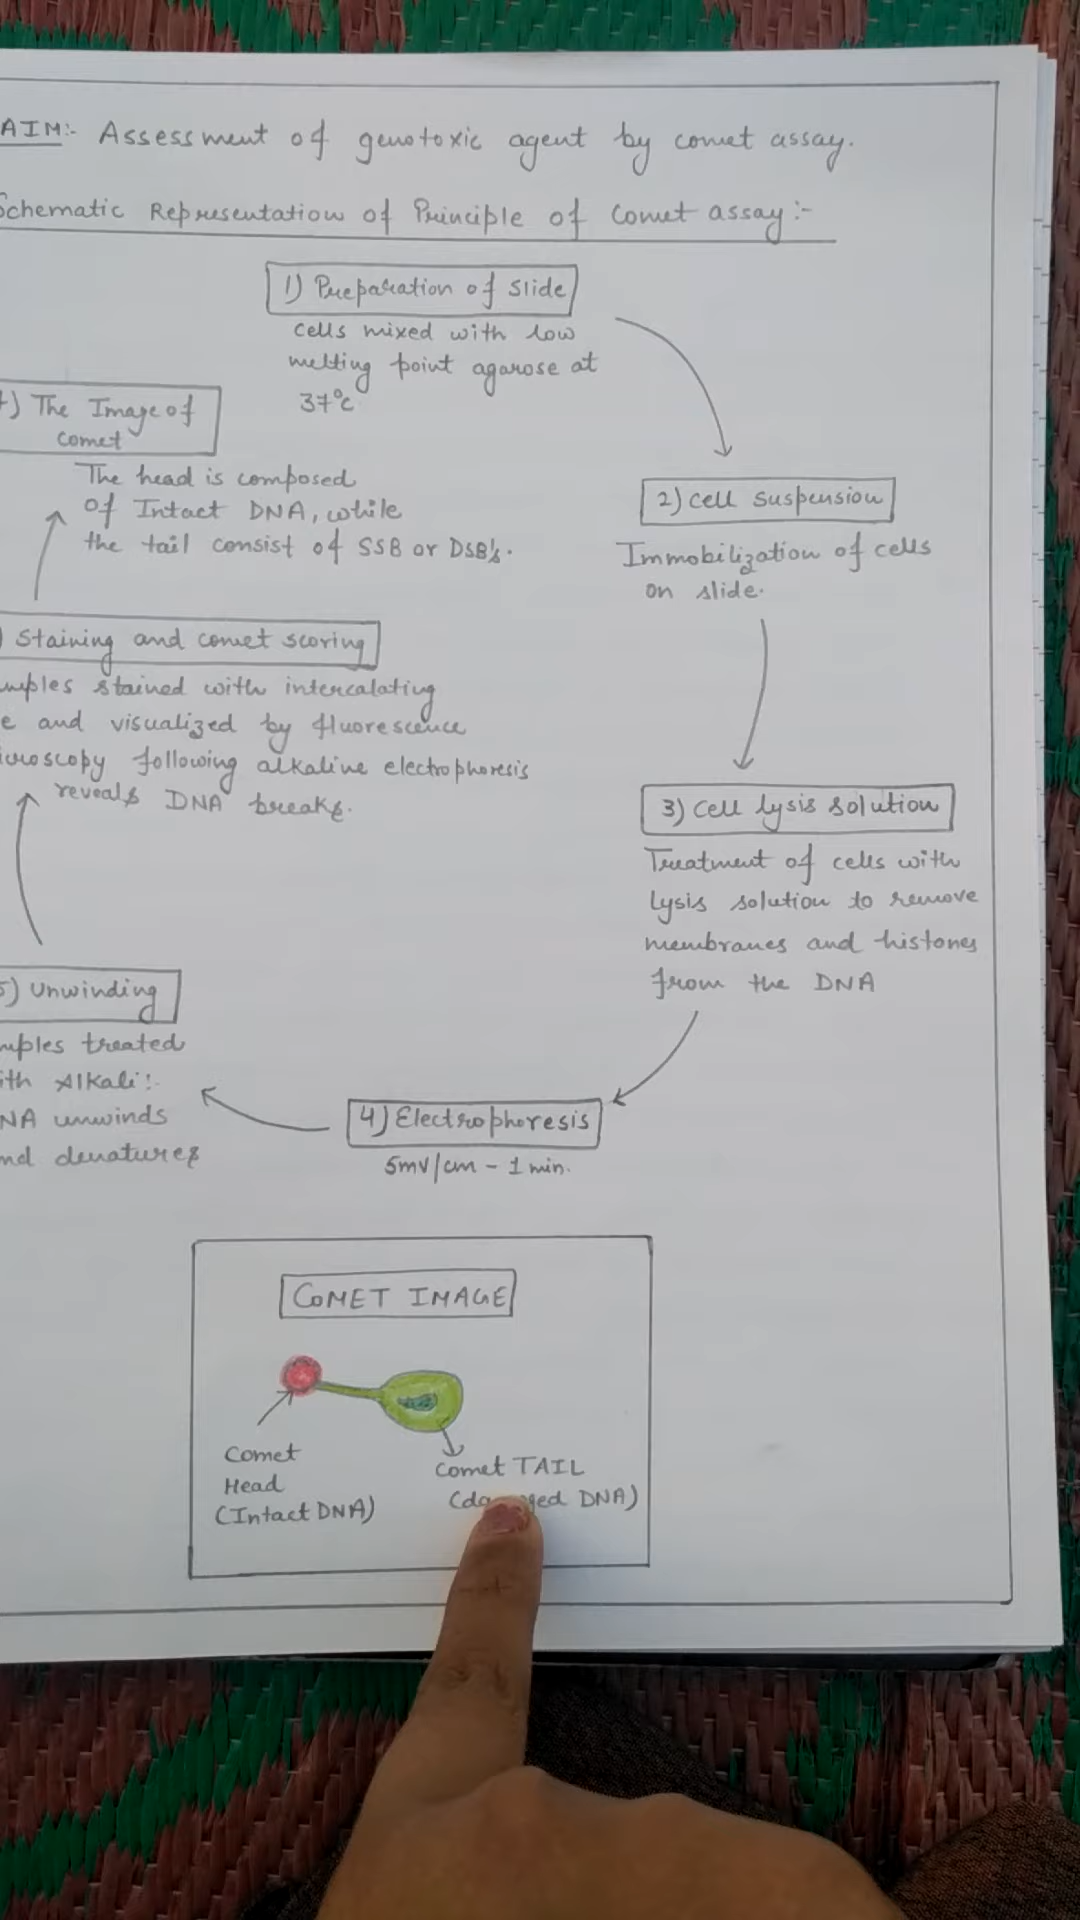 AIM:- Assessment of genotoxic agent by comet assay.
Schematic Representation of Principle of Comet assay:-
1) Preparation of slide
cells mixed with low
melting point agarose at
37°c
2) cell suspension
Immobilization of cells
on slide.
3) cell lysis solution
Treatment of cells with
lysis solution to remove
membranes and histones
from the DNA
4) Electrophoresis
5mv/cm - 1 min.
5) Unwinding
treated
Alkali:
unwinds
denatures
) Staining and comet scoring
stained with intercalating
and visualized by fluorescence
following alkaline electrophoresis
reveals DNA breaks.
) The Image of
comet
The head is composed
of Intact DNA, while
the tail consist of SSB or DSB's.
COMET IMAGE
Comet
Head
(Intact DNA)
Comet TAIL
DNA)